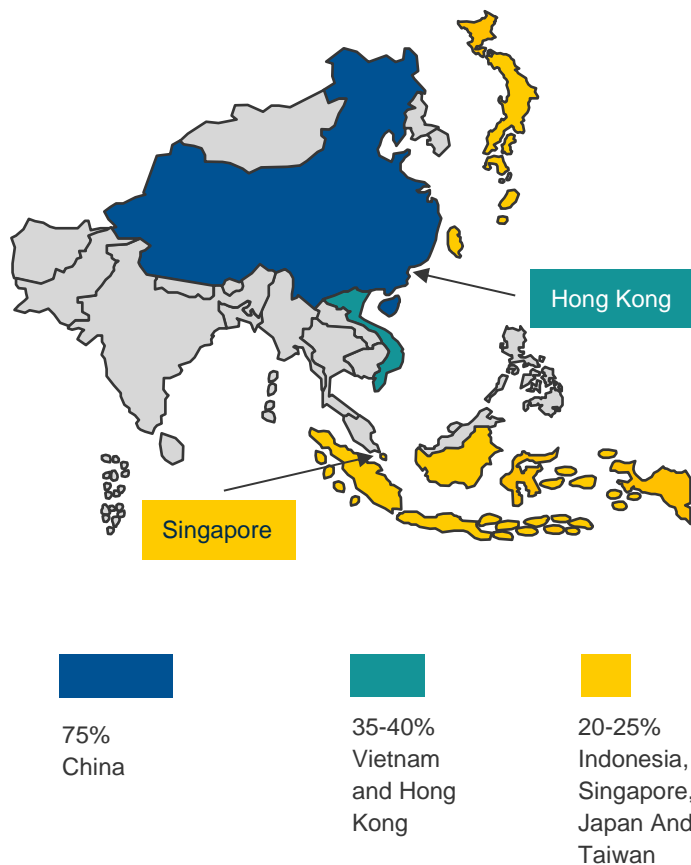 Hong Kong
Singapore
75%
China
35-40%
Vietnam
and Hong
Kong
20-25%
Indonesia,
Singapore,
Japan And
Taiwan